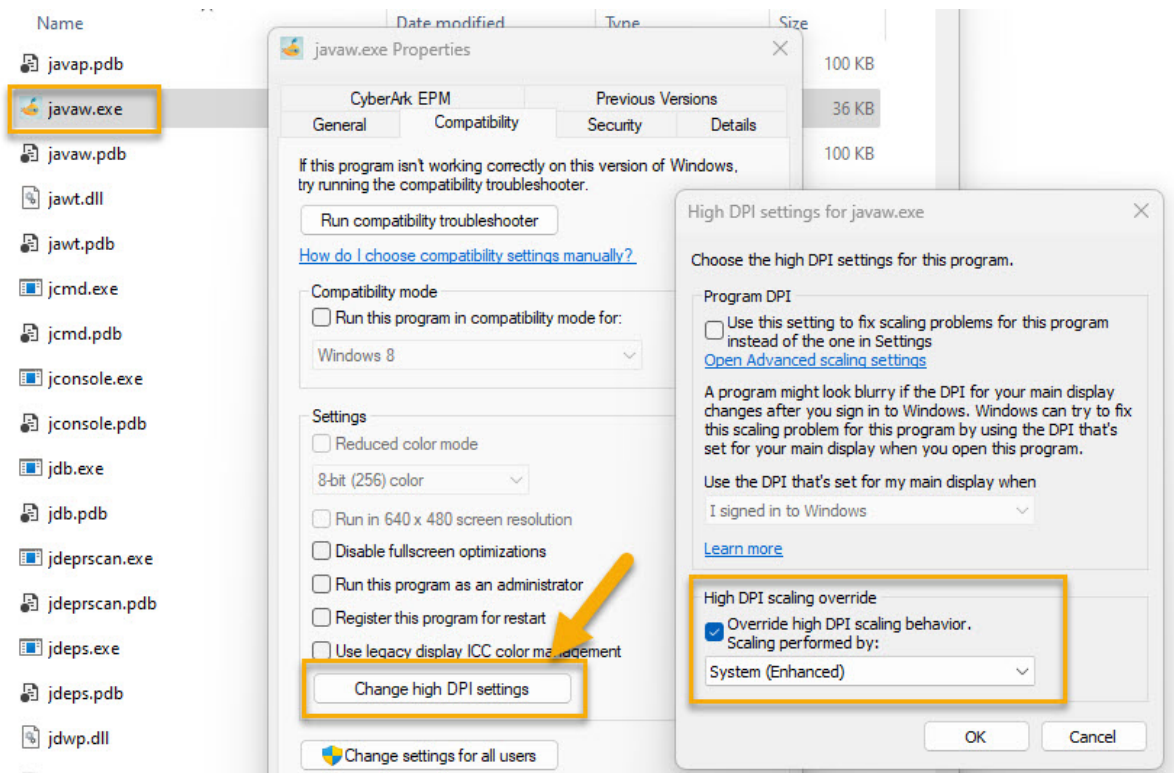 Name
Date modified
Type
Size
javap.pdb
100 KB
javaw.exe
36 KB
javaw.pdb
100 KB
jawt.dll
jawt.pdb
jcmd.exe
jcmd.pdb
jconsole.exe
jconsole.pdb
jdb.exe
jdb.pdb
jdeprscan.exe
jdeprscan.pdb
jdeps.exe
jdeps.pdb
jdwp.dll
javaw.exe Properties
CyberArk EPM
Previous Versions
General
Compatibility
Security
Details
If this program isn't working correctly on this version of Windows,
try running the compatibility troubleshooter.
Run compatibility troubleshooter
How do I choose compatibility settings manually?
Compatibility mode
Run this program in compatibility mode for:
Windows 8
Settings
Reduced color mode
8-bit (256) color
Run in 640 x 480 screen resolution
Disable fullscreen optimizations
Run this program as an administrator
Register this program for restart
Use legacy display ICC color management
Change high DPI settings
Change settings for all users
High DPI settings for javaw.exe
Choose the high DPI settings for this program.
Program DPI
Use this setting to fix scaling problems for this program
instead of the one in Settings
Open Advanced scaling settings
A program might look blurry if the DPI for your main display
changes after you sign in to Windows. Windows can try to fix
this scaling problem for this program by using the DPI that's
set for your main display when you open this program.
Use the DPI that's set for my main display when
I signed in to Windows
Learn more
High DPI scaling override
Override high DPI scaling behavior.
Scaling performed by:
System (Enhanced)
OK
Cancel